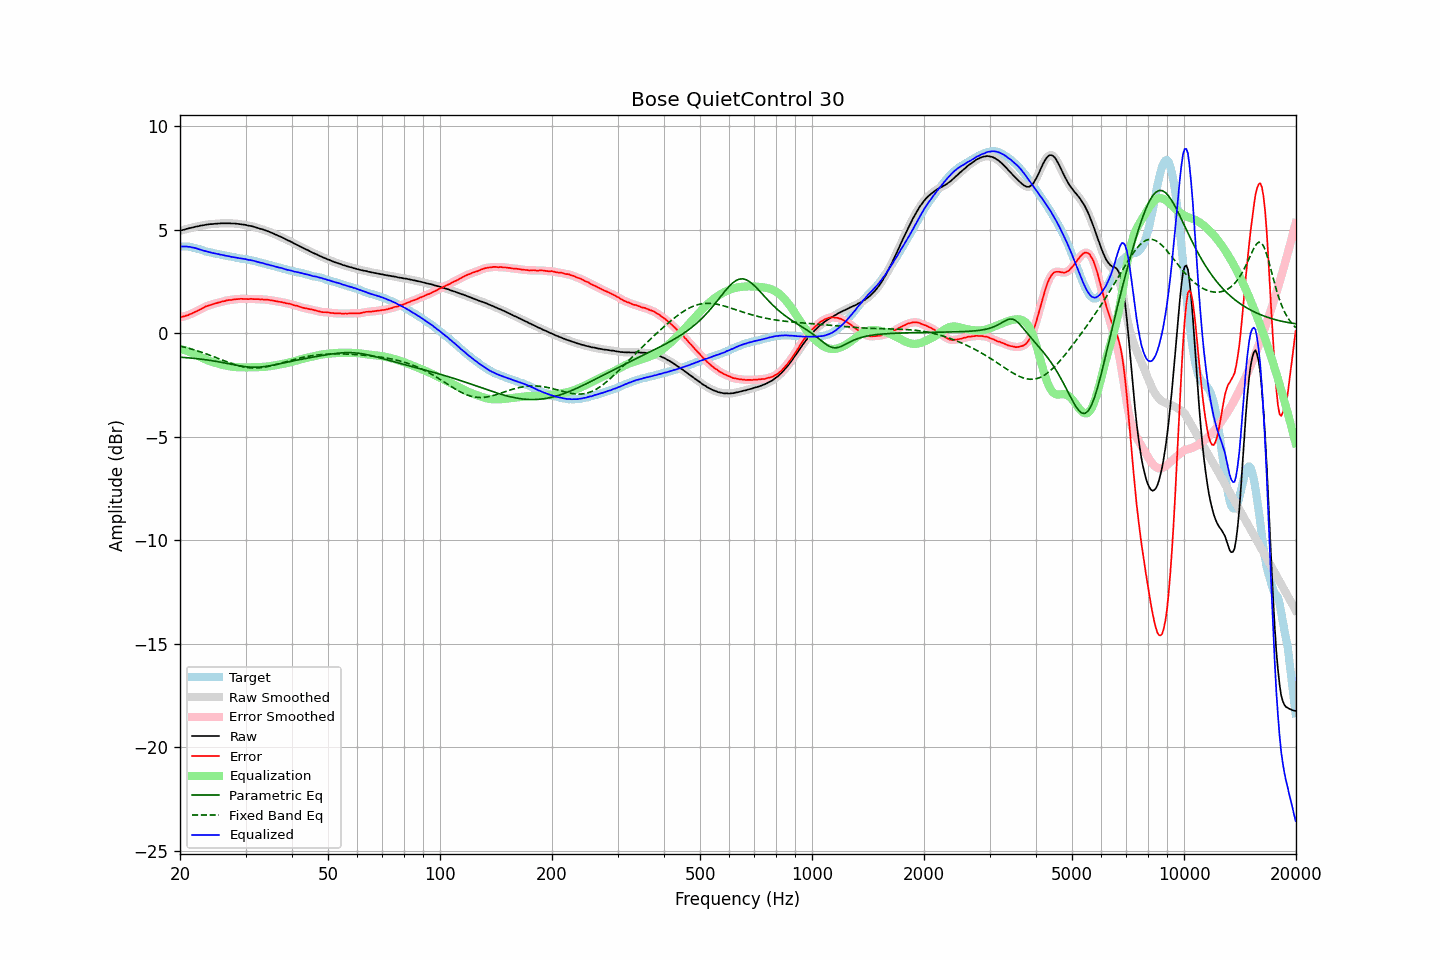 Bose QuietControl 30
Amplitude (dBr)
10
5
0
−5
−10
−15
−20
−25
Target
Raw Smoothed
Error Smoothed
Raw
Error
Equalization
Parametric Eq
Fixed Band Eq
Equalized
20 50 100 200 500 1000 2000 5000 10000 20000
Frequency (Hz)